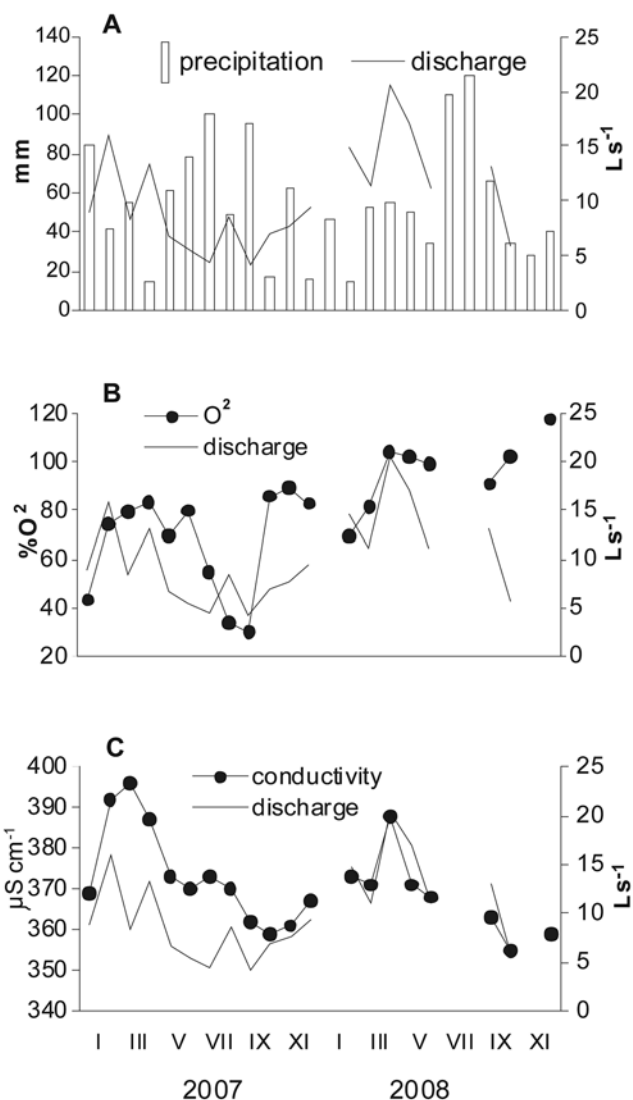 A
140
120
100
80
60
40
20
0
mm
precipitation
discharge
25
20
15
10
5
0
Ls⁻¹
B
120
100
80
60
40
20
%O²
O²
discharge
25
20
15
10
5
0
Ls⁻¹
C
400
390
380
370
360
350
340
µS cm⁻¹
conductivity
discharge
25
20
15
10
5
0
Ls⁻¹
I III V VII IX XI I III V VII IX XI
2007 2008